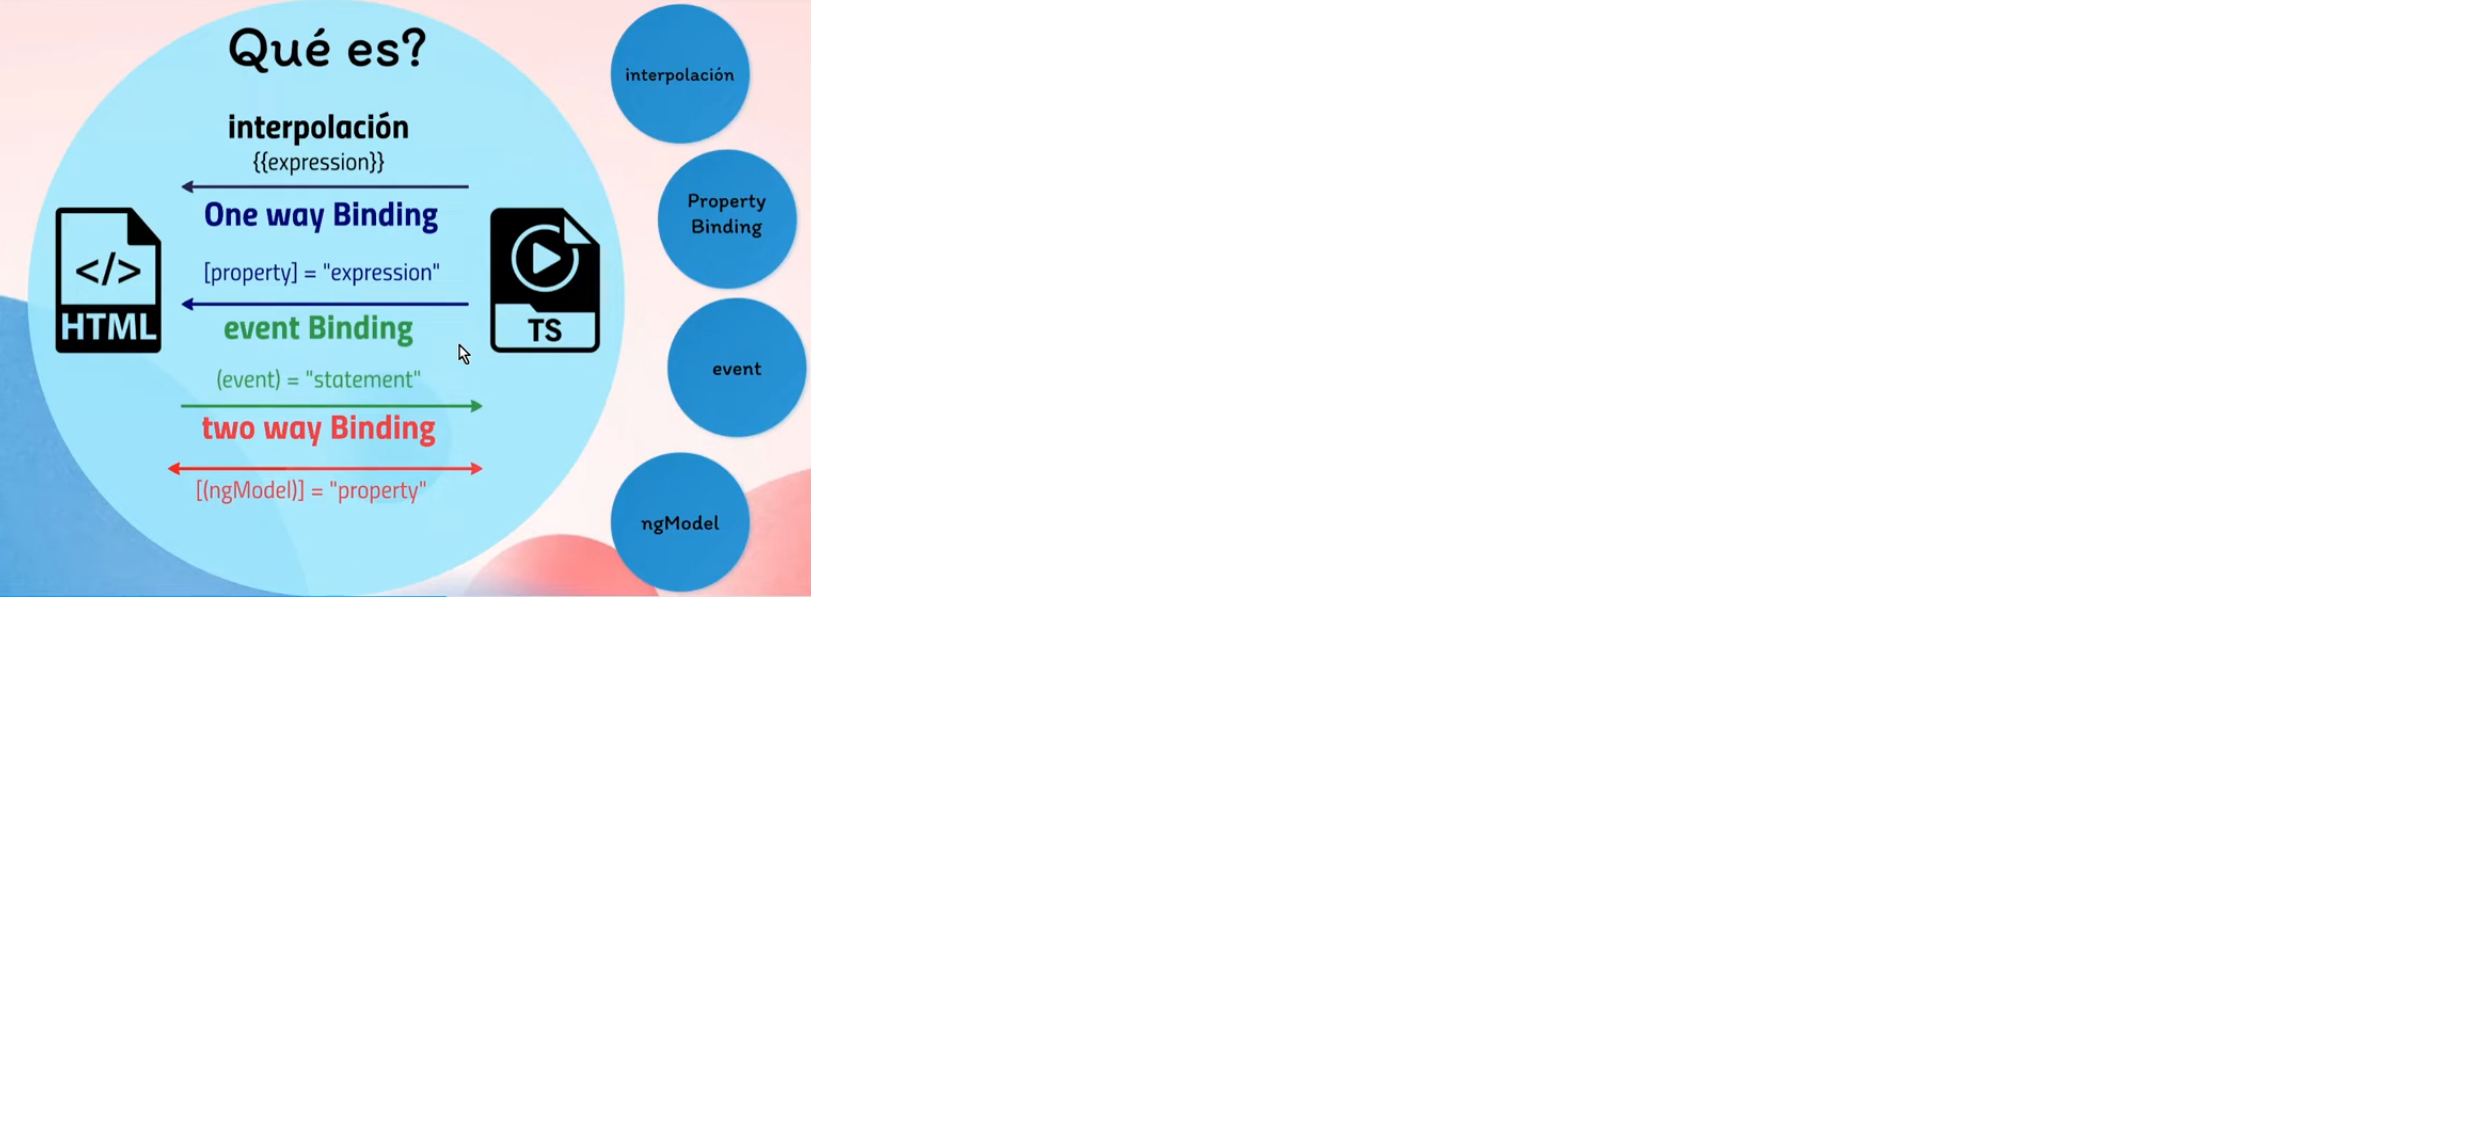 Qué es?
interpolación
{{expression}}
One way Binding
[property] = "expression"
event Binding
(event) = "statement"
two way Binding
[(ngModel)] = "property"
</>
HTML
TS
interpolación
Property
Binding
event
ngModel